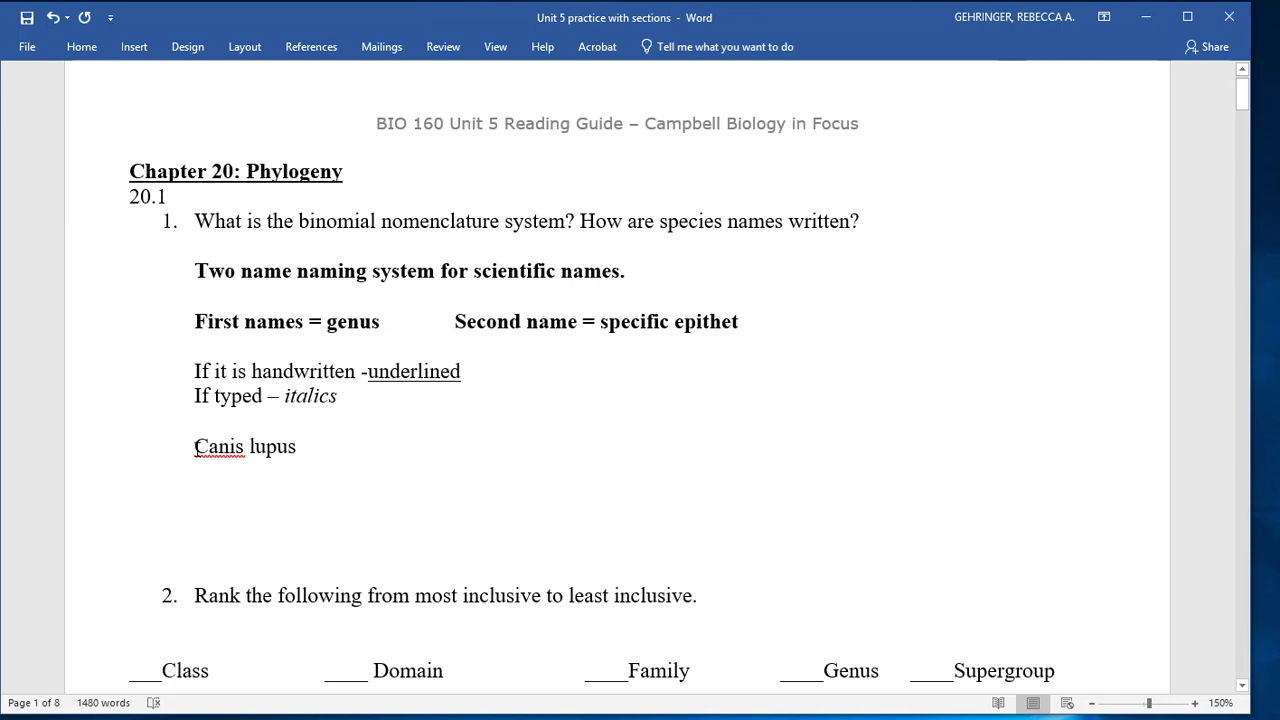 Unit 5 practice with sections - Word
GEHRINGER, REBECCA A.
File Home Insert Design Layout References Mailings Review View Help Acrobat Tell me what you want to do Share
BIO 160 Unit 5 Reading Guide – Campbell Biology in Focus
Chapter 20: Phylogeny
20.1
1. What is the binomial nomenclature system? How are species names written?
Two name naming system for scientific names.
First names = genus Second name = specific epithet
If it is handwritten -underlined
If typed – italics
Canis lupus
2. Rank the following from most inclusive to least inclusive.
___Class ____ Domain ____Family ____Genus ____Supergroup
Page 1 of 8 1480 words 150%